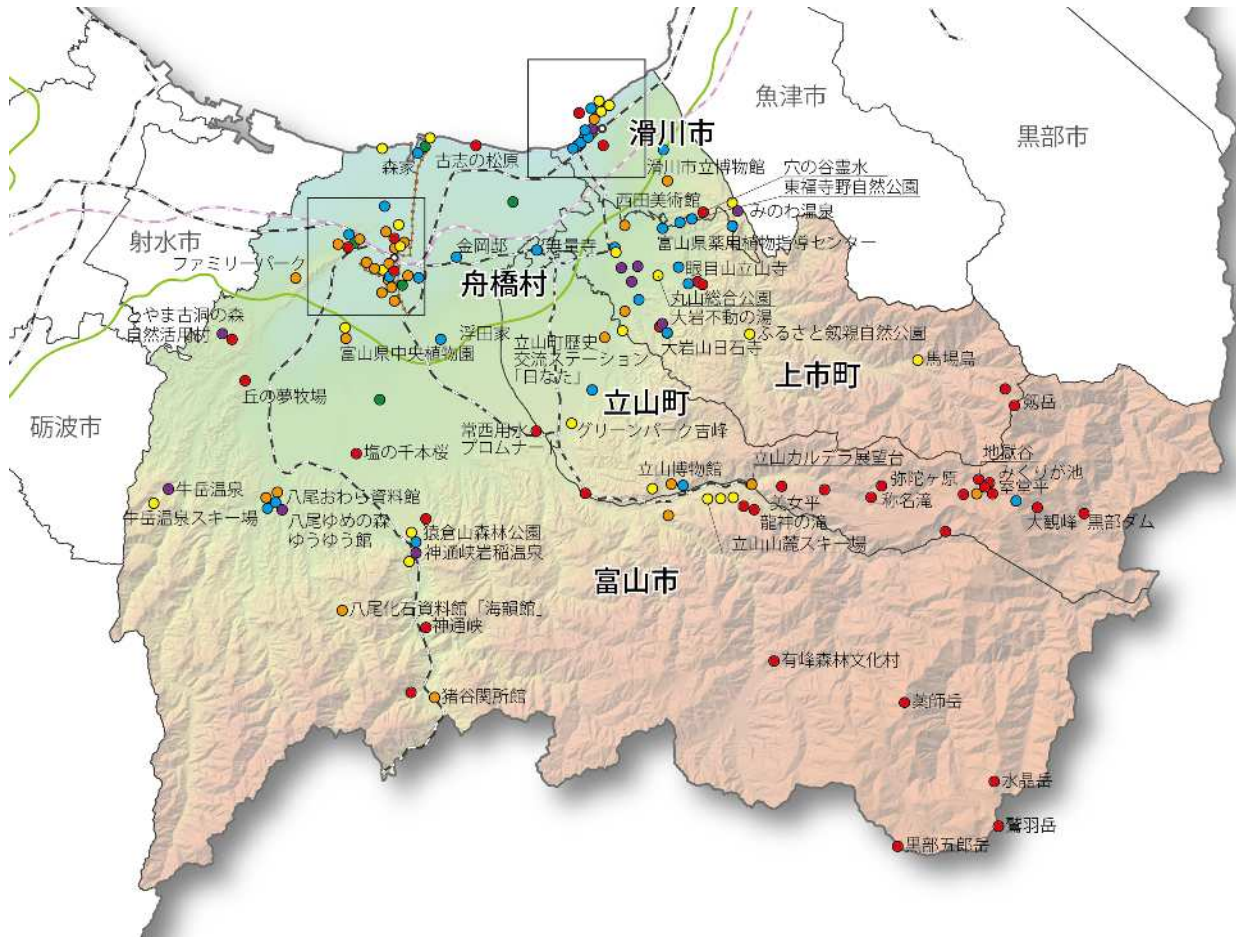 魚津市
黒部市
滑川市
森家
古志の松原
滑川市立博物館
穴の谷霊水
東福寺野自然公園
西田美術館
みのわ温泉
射水市
ファミリーパーク
金岡邸
無量寺
富山県薬用植物指導センター
舟橋村
眼目山立山寺
丸山総合公園
大岩不動の湯
とやま古洞の森
自然活用村
浮田家
立山町歴史
交流ステーション
「日なた」
大岩山日石寺
ふるさと剱親自然公園
富山県中央植物園
馬場島
上市町
丘の夢牧場
立山町
剱岳
砺波市
常西用水
プロムナード
グリーンパーク吉峰
塩の千本桜
立山博物館
立山カルデラ展望台
地獄谷
弥陀ヶ原
みくりが池
室堂平
牛岳温泉
八尾おわら資料館
美女平
称名滝
牛岳温泉スキー場
八尾ゆめの森
ゆうゆう館
龍神の滝
大観峰
黒部ダム
猿倉山森林公園
立山山麓スキー場
神通峡岩稲温泉
富山市
八尾化石資料館「海韻館」
神通峡
有峰森林文化村
猪谷関所館
薬師岳
水晶岳
鷲羽岳
黒部五郎岳